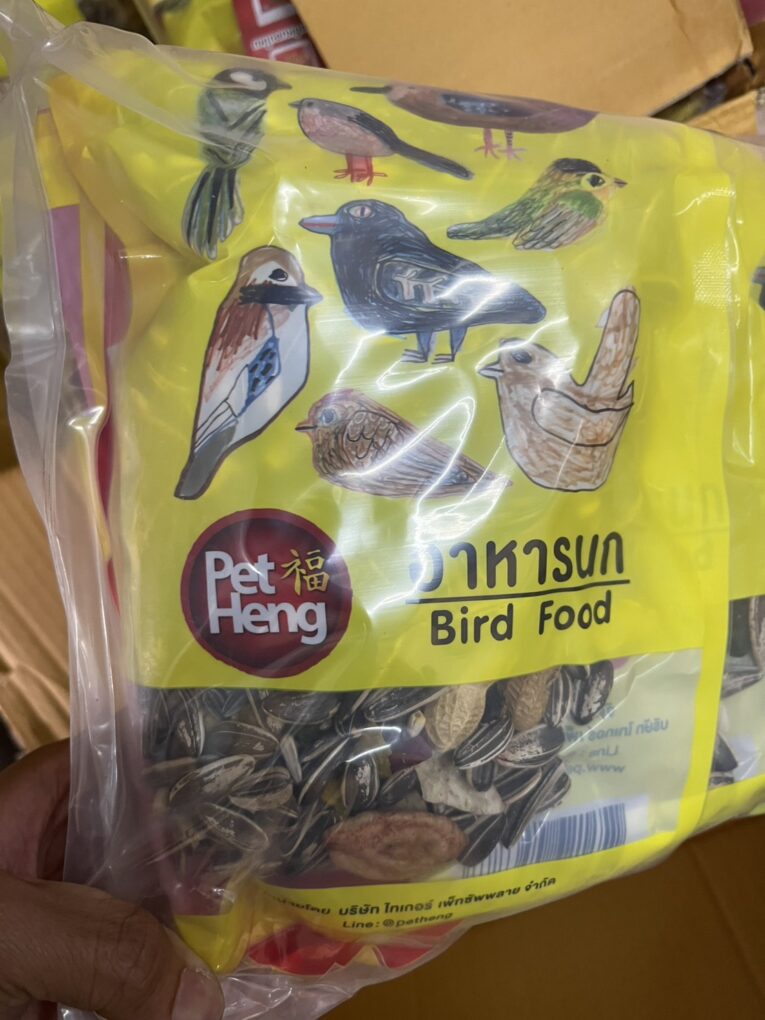 Pet 福
Heng
อาหารนก
Bird Food
บริษัท ไทเกอร์ เพ็ทซัพพลาย จำกัด
Line: @petheng